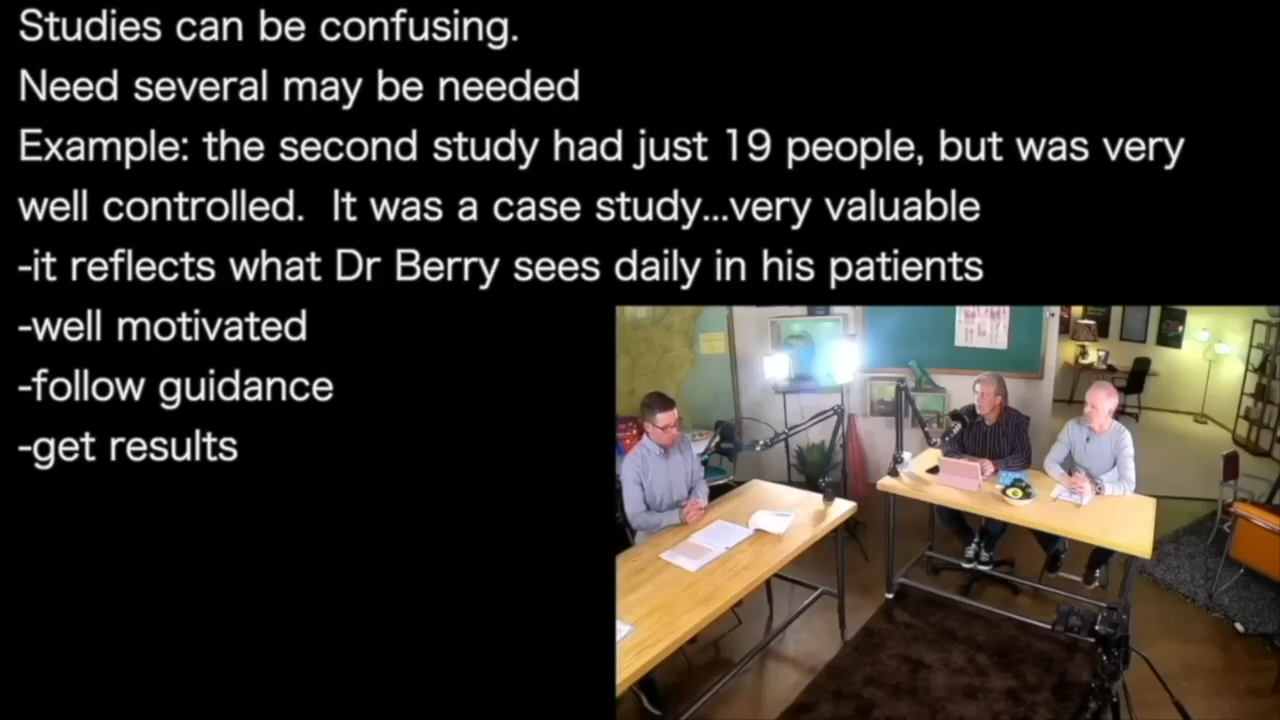 Studies can be confusing.
Need several may be needed
Example: the second study had just 19 people, but was very
well controlled.  It was a case study...very valuable
-it reflects what Dr Berry sees daily in his patients
-well motivated
-follow guidance
-get results